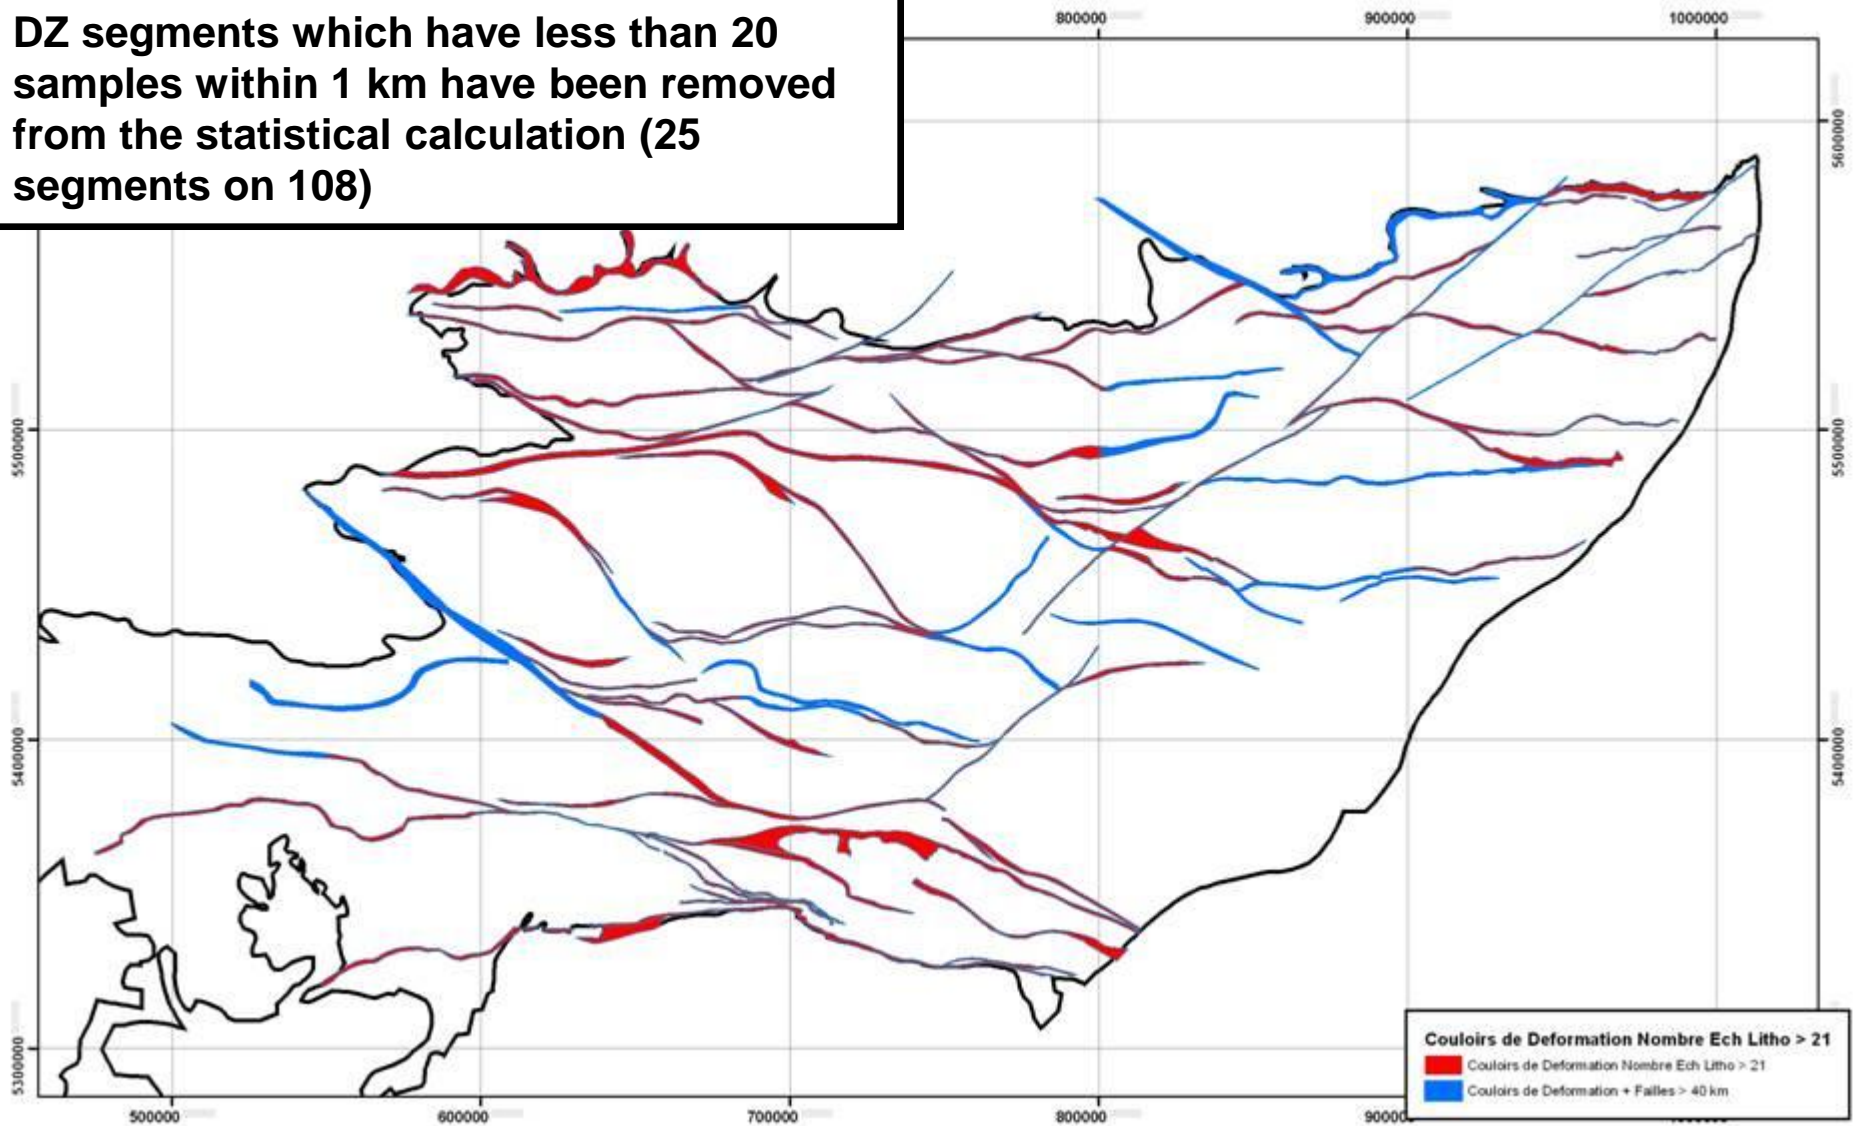 DZ segments which have less than 20
samples within 1 km have been removed
from the statistical calculation (25
segments on 108)
800000
900000
1000000
5600000
5500000
5500000
5400000
5400000
5300000
Couloirs de Deformation Nombre Ech Litho > 21
Couloirs de Deformation Nombre Ech Litho > 21
Couloirs de Deformation + Failles > 40 km
500000
600000
700000
800000